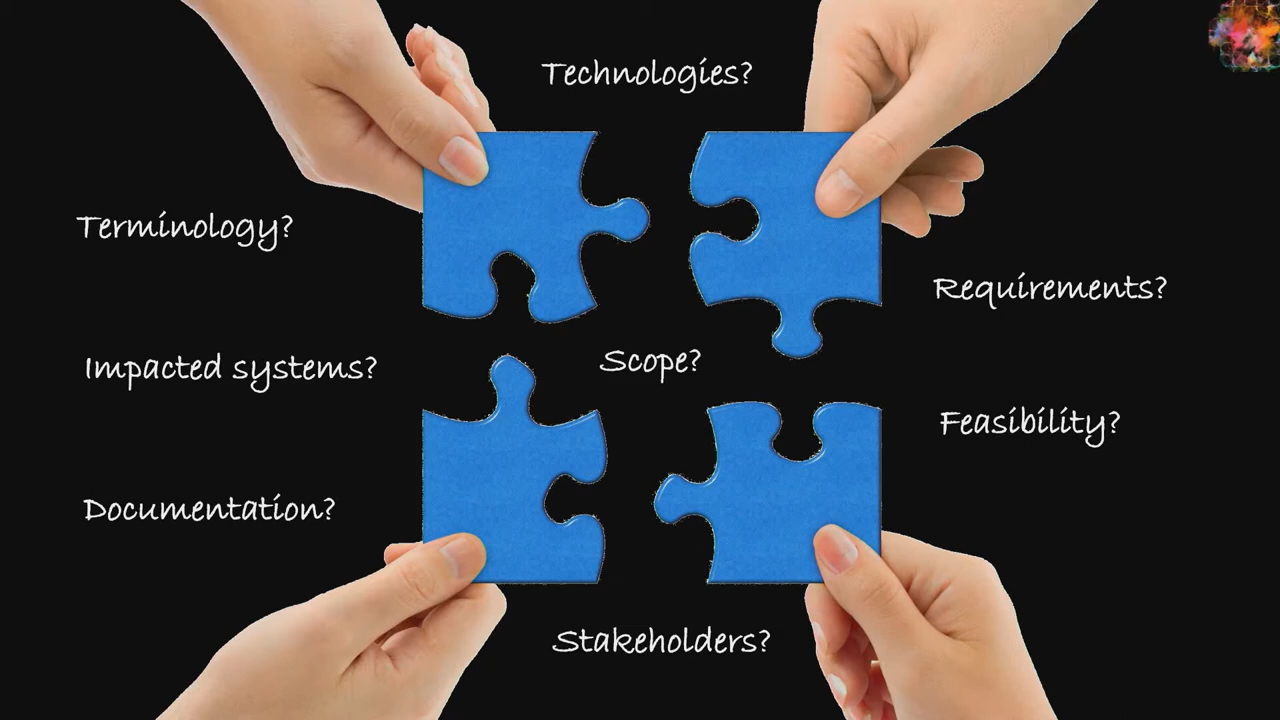 Technologies?
Terminology?
Requirements?
Impacted systems?
Scope?
Feasibility?
Documentation?
Stakeholders?